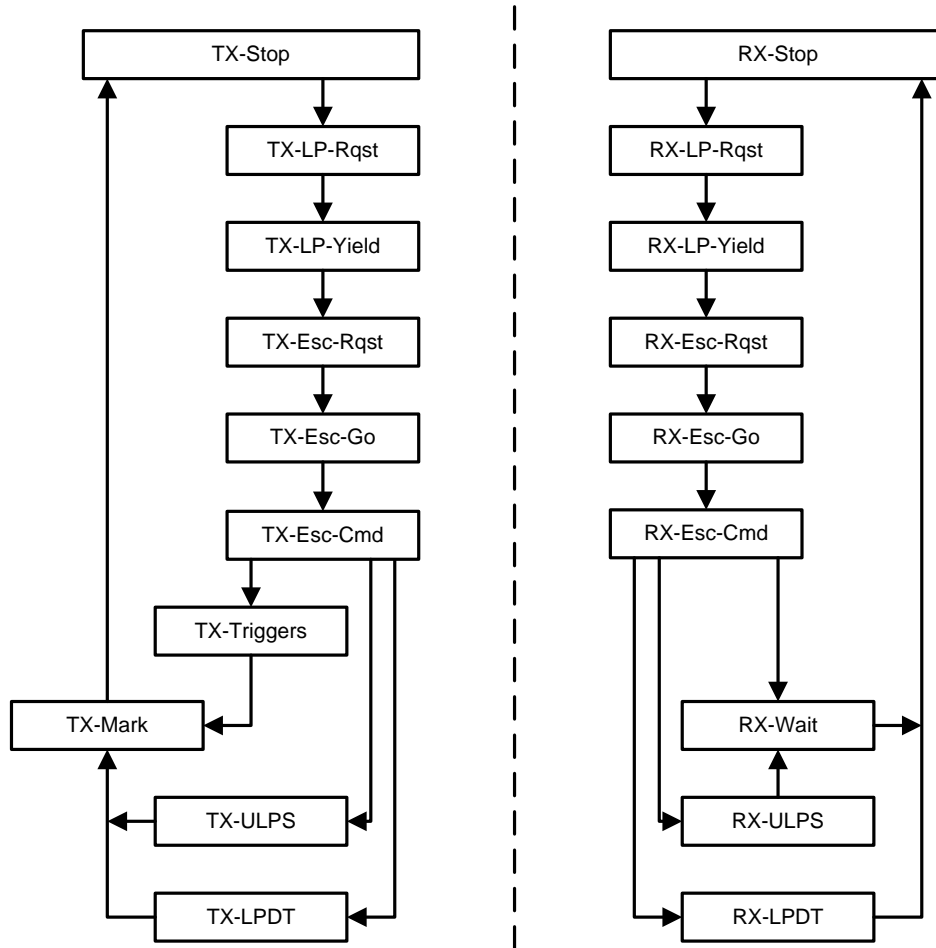 TX-Stop
RX-Stop
TX-LP-Rqst
RX-LP-Rqst
TX-LP-Yield
RX-LP-Yield
TX-Esc-Rqst
RX-Esc-Rqst
TX-Esc-Go
RX-Esc-Go
TX-Esc-Cmd
RX-Esc-Cmd
TX-Triggers
TX-Mark
RX-Wait
TX-ULPS
RX-ULPS
TX-LPDT
RX-LPDT